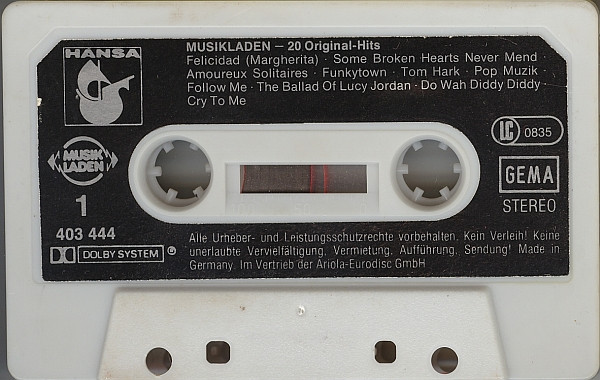 HANSA
MUSIKLADEN – 20 Original-Hits
Felicidad (Margherita) · Some Broken Hearts Never Mend ·
Amoureux Solitaires · Funkytown · Tom Hark · Pop Muzik ·
Follow Me · The Ballad Of Lucy Jordan · Do Wah Diddy Diddy ·
Cry To Me
LC 0835
MUSIK
LADEN
GEMA
1
STEREO
403 444
DOLBY SYSTEM ®
Alle Urheber- und Leistungsschutzrechte vorbehalten. Kein Verleih! Keine
unerlaubte Vervielfältigung, Vermietung, Aufführung, Sendung! Made in
Germany. Im Vertrieb der Ariola-Eurodisc GmbH